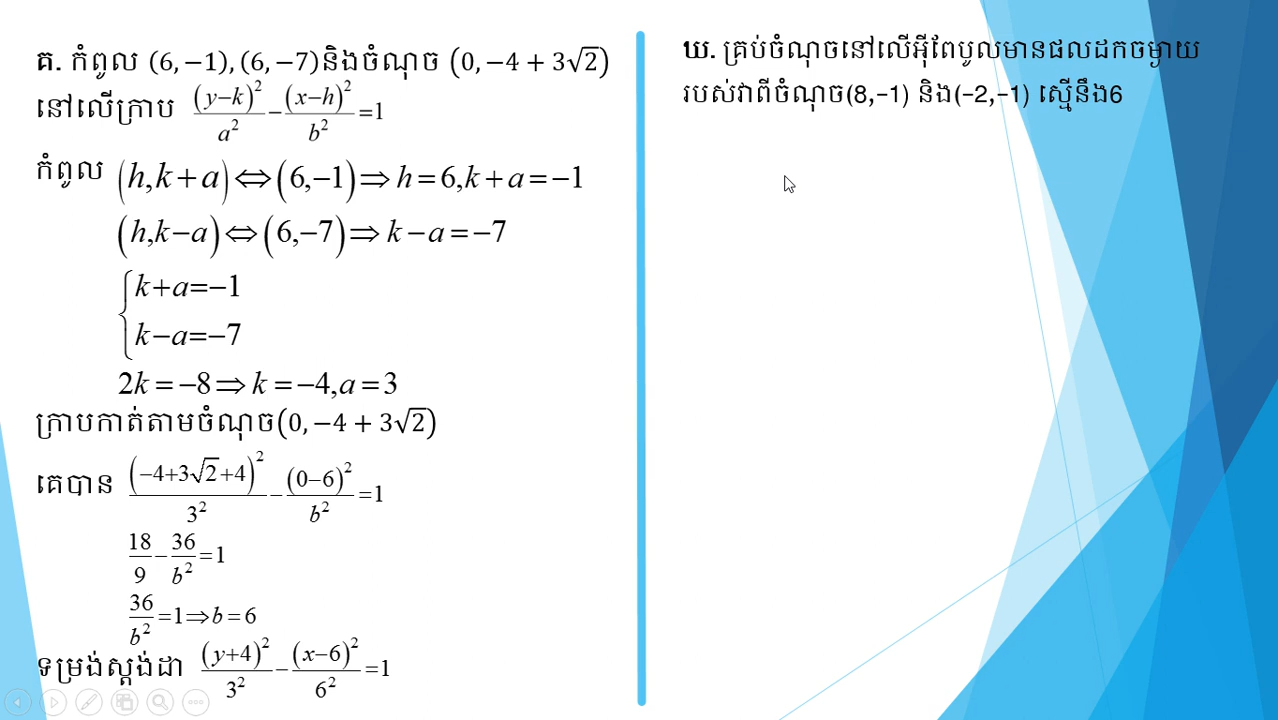 គ. កំពូល (6,−1),(6,−7)និងចំណុច (0,−4 + 3√2)
នៅលើក្រាប (y−k)²/a² − (x−h)²/b² =1
កំពូល (h,k+a)⇔(6,−1)⇒h=6,k+a=−1
(h,k−a)⇔(6,−7)⇒k−a=−7
{k+a=−1
k−a=−7
2k=−8⇒k=−4,a=3
ក្រាបកាត់តាមចំណុច(0,−4 + 3√2)
គេបាន (−4+3√2+4)²/3² − (0−6)²/b² =1
18/9 − 36/b² =1
36/b² =1⇒b=6
ទម្រង់ស្តង់ដា (y+4)²/3² − (x−6)²/6² =1
ឃ. គ្រប់ចំណុចនៅលើអ៊ីពែបូលមានផលដកចម្ងាយ
របស់វាពីចំណុច(8,−1) និង(−2,−1) ស្មើនឹង6